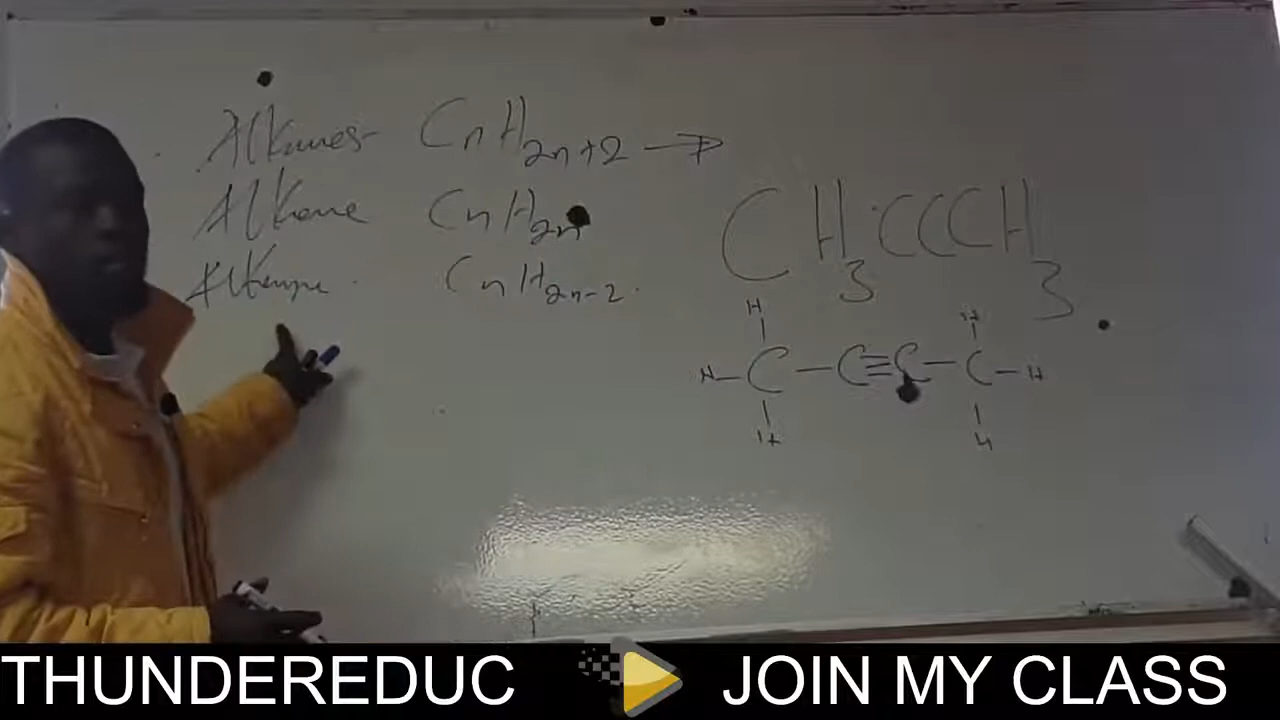 Alkanes- CnH2n+2 →
Alkene CnH2n
Alkyne CnH2n-2
CH3CCCH3
H H
H-C-C≡C-C-H
H H
THUNDEREDUC JOIN MY CLASS